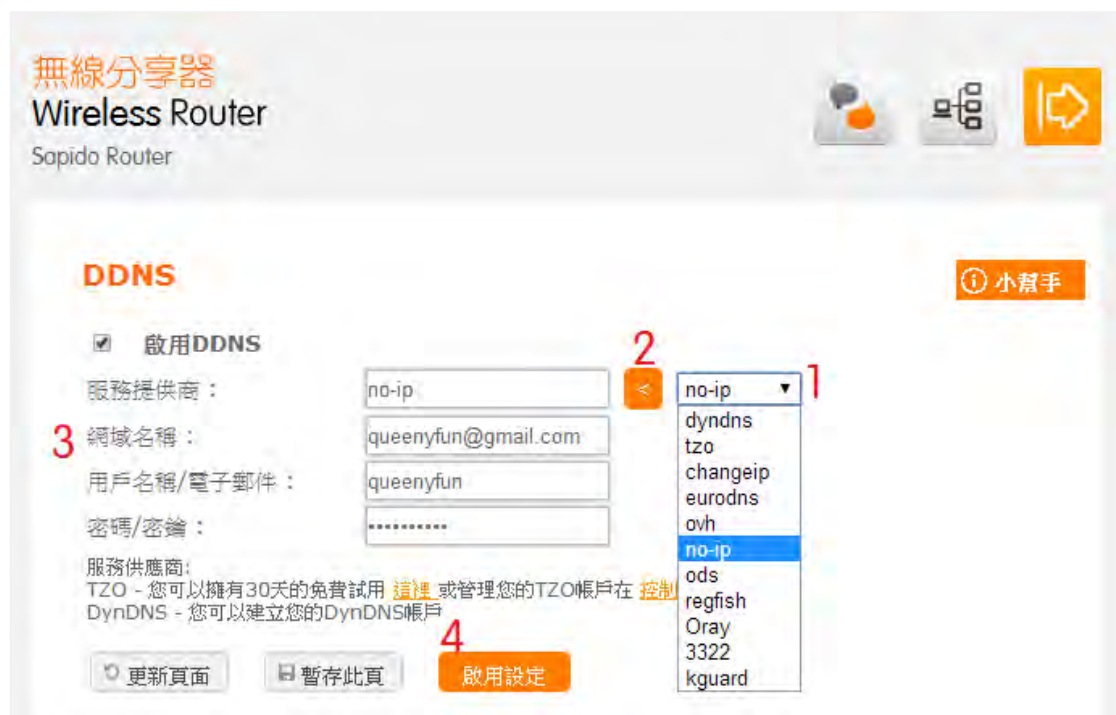 無線分享器
Wireless Router
Sapido Router
DDNS
小幫手
啟用DDNS
2
服務提供商：
no-ip
<
no-ip
1
3
網域名稱：
queenyfun@gmail.com
用戶名稱/電子郵件：
queenyfun
密碼/密鑰：
••••••••••
dyndns
tzo
changeip
eurodns
ovh
no-ip
ods
regfish
Oray
3322
kguard
服務供應商:
TZO - 您可以擁有30天的免費試用 這裡 或管理您的TZO帳戶在 控制
DynDNS - 您可以建立您的DynDNS帳戶
4
更新頁面
暫存此頁
啟用設定